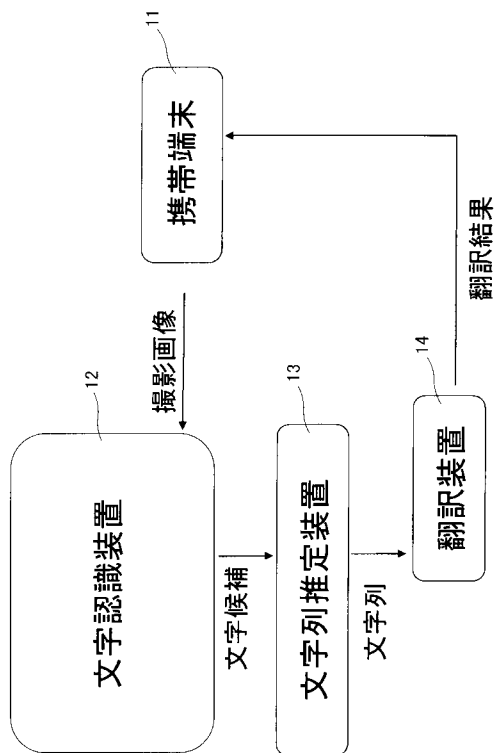 12
文字認識装置
撮影画像
11
携帯端末
文字候補
13
文字列推定装置
文字列
14
翻訳装置
翻訳結果